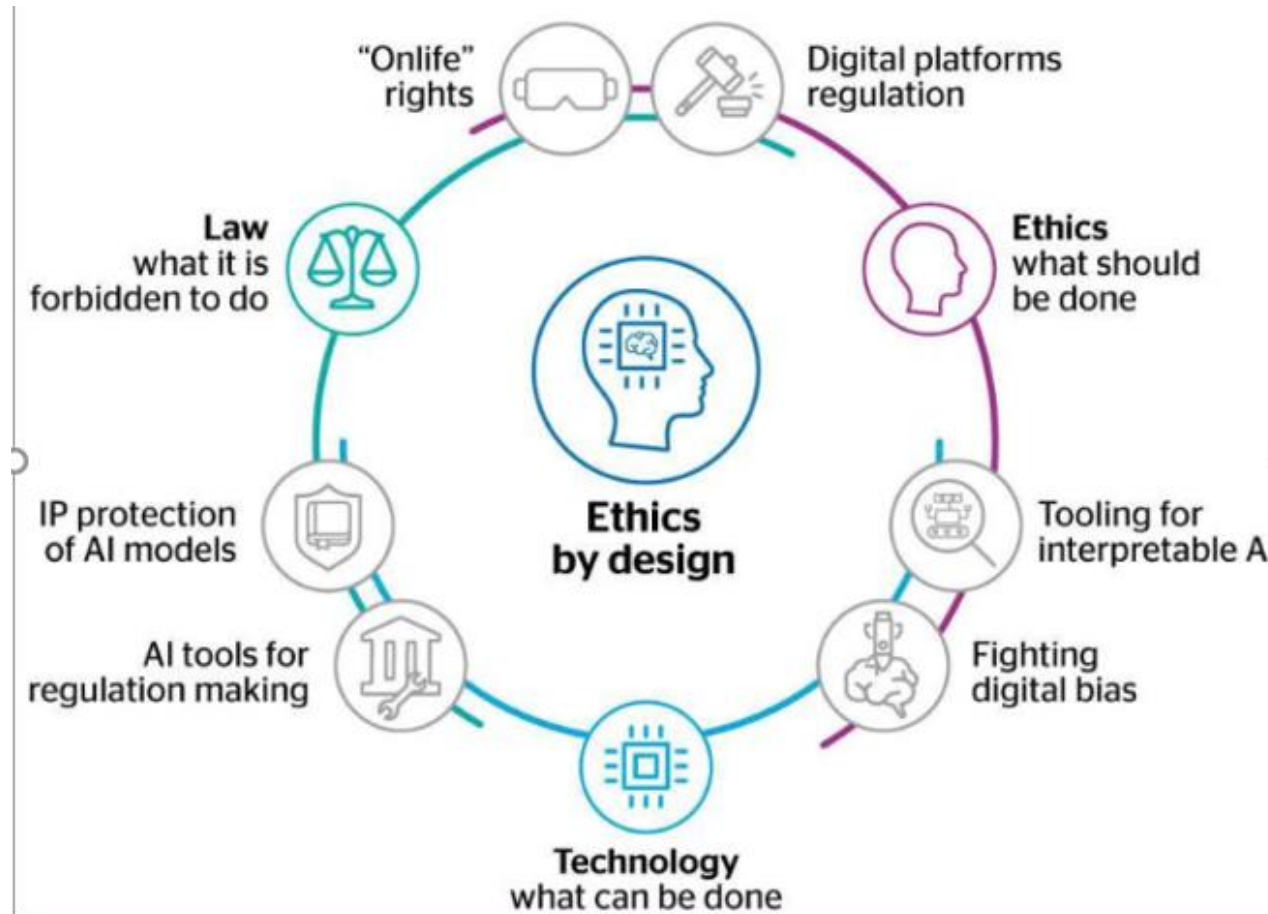 “Onlife”
rights
Digital platforms
regulation
Law
what it is
forbidden to do
Ethics
what should
be done
Ethics
by design
IP protection
of AI models
Tooling for
interpretable A
AI tools for
regulation making
Fighting
digital bias
Technology
what can be done